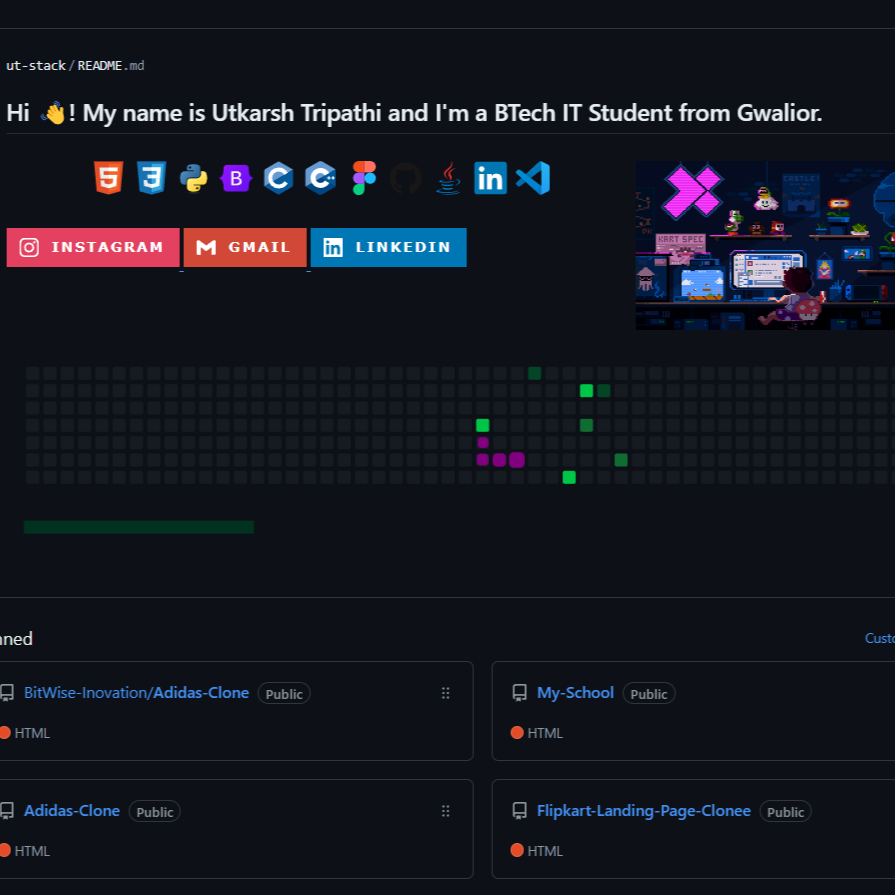 ut-stack/README.md
Hi 👋! My name is Utkarsh Tripathi and I'm a BTech IT Student from Gwalior.
INSTAGRAM GMAIL LINKEDIN
nned Custo
BitWise-Inovation/Adidas-Clone Public
HTML
My-School Public
HTML
Adidas-Clone Public
HTML
Flipkart-Landing-Page-Clonee Public
HTML